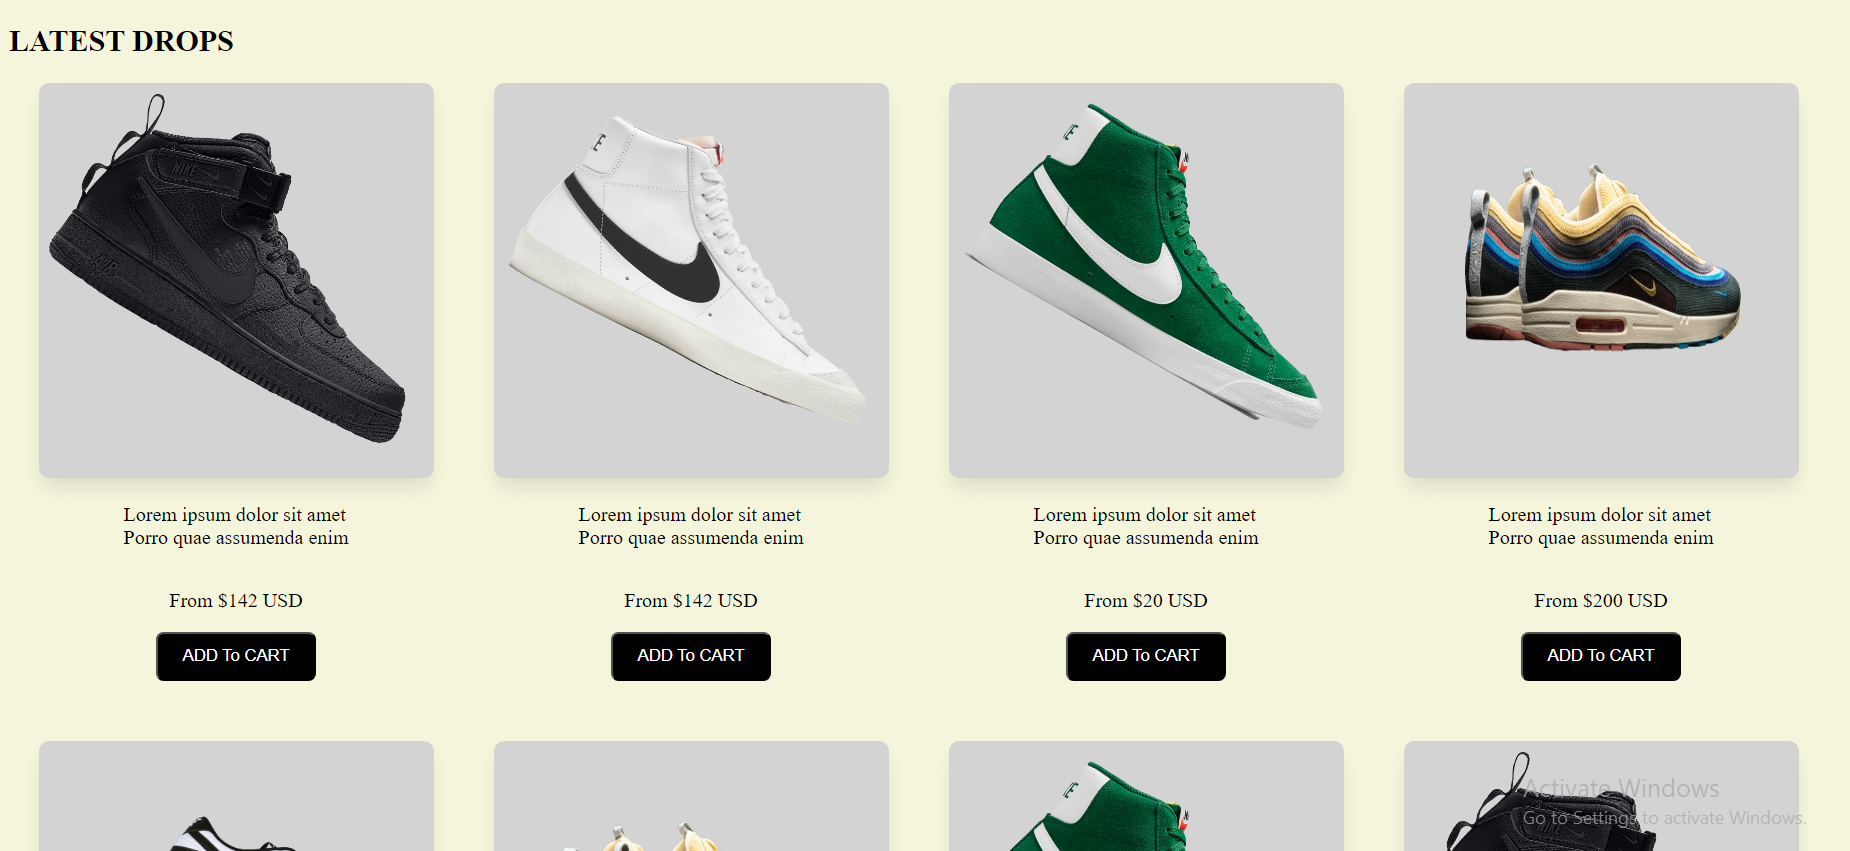 LATEST DROPS
NIKE
AIR
Lorem ipsum dolor sit amet
Porro quae assumenda enim
From $142 USD
ADD To CART
Lorem ipsum dolor sit amet
Porro quae assumenda enim
From $142 USD
ADD To CART
Lorem ipsum dolor sit amet
Porro quae assumenda enim
From $20 USD
ADD To CART
Lorem ipsum dolor sit amet
Porro quae assumenda enim
From $200 USD
ADD To CART
Activate Windows
Go to Settings to activate Windows.
NIKE